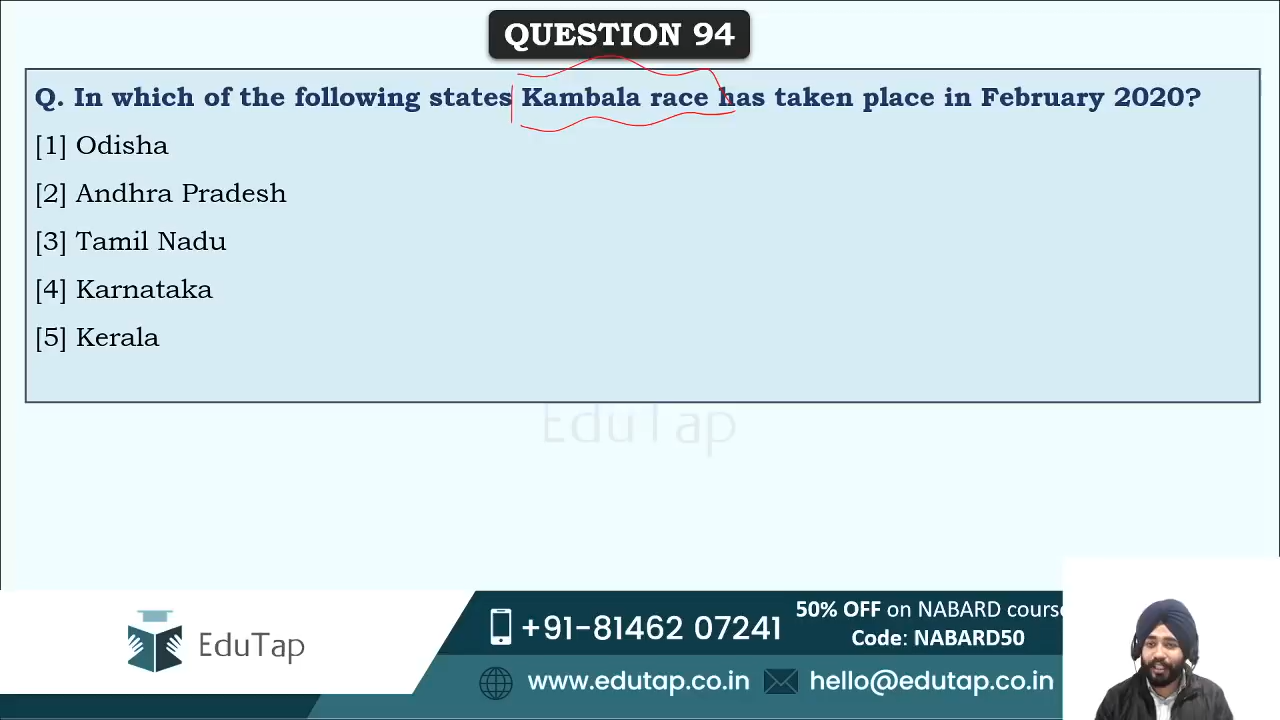 QUESTION 94
Q. In which of the following states Kambala race has taken place in February 2020?
[1] Odisha
[2] Andhra Pradesh
[3] Tamil Nadu
[4] Karnataka
[5] Kerala
EduTap
EduTap
+91-81462 07241
50% OFF on NABARD course
Code: NABARD50
www.edutap.co.in
hello@edutap.co.in